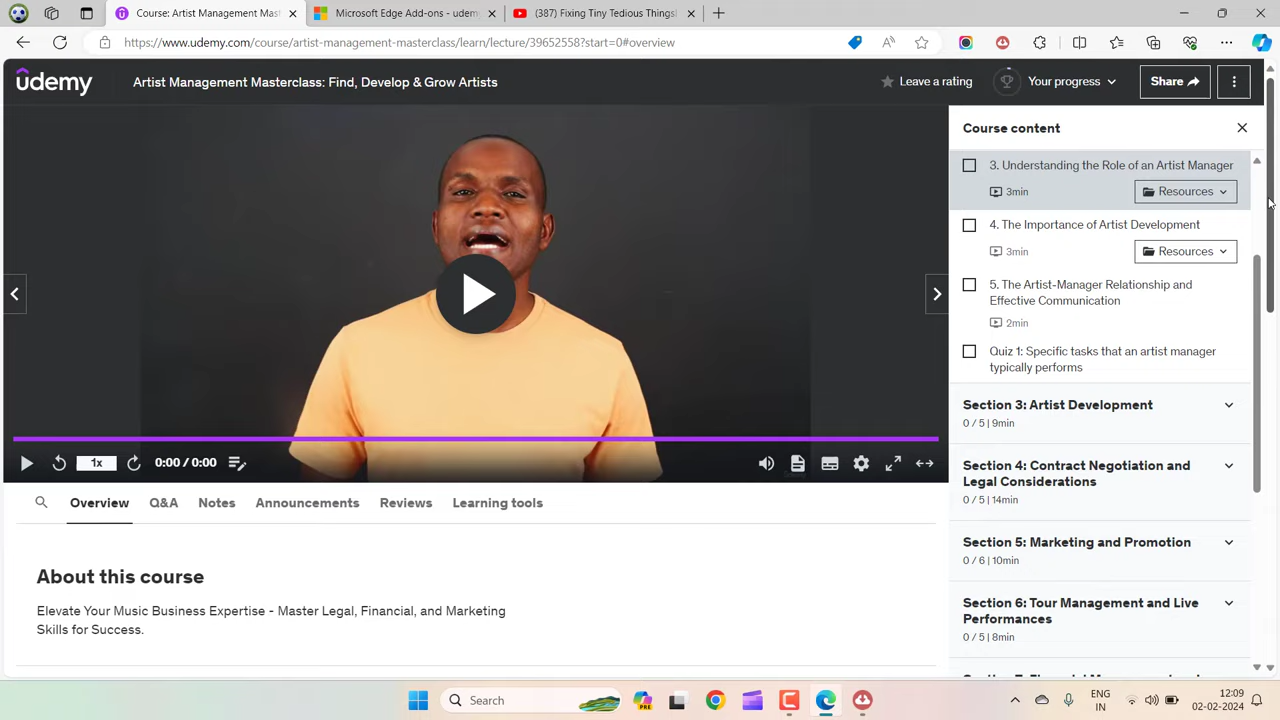 Course: Artist Management Mast
Microsoft Edge Add-ons - udem
(387) Fixing Tiny Tedious Things!
https://www.udemy.com/course/artist-management-masterclass/learn/lecture/39652558?start=0#overview
udemy
Artist Management Masterclass: Find, Develop & Grow Artists
Leave a rating
Your progress
Share
Course content
3. Understanding the Role of an Artist Manager
3min
Resources
4. The Importance of Artist Development
3min
Resources
5. The Artist-Manager Relationship and
Effective Communication
2min
Quiz 1: Specific tasks that an artist manager
typically performs
Section 3: Artist Development
0 / 5 | 9min
Section 4: Contract Negotiation and
Legal Considerations
0 / 5 | 14min
Section 5: Marketing and Promotion
0 / 6 | 10min
Section 6: Tour Management and Live
Performances
0 / 5 | 8min
1x
0:00 / 0:00
Overview
Q&A
Notes
Announcements
Reviews
Learning tools
About this course
Elevate Your Music Business Expertise - Master Legal, Financial, and Marketing
Skills for Success.
Search
ENG
IN
12:09
02-02-2024